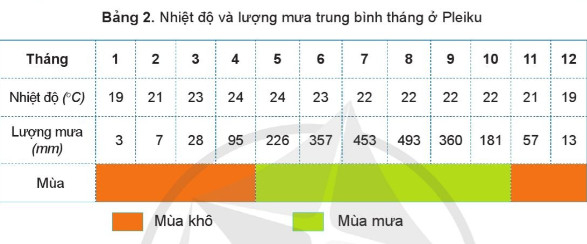 Bảng 2. Nhiệt độ và lượng mưa trung bình tháng ở Pleiku
Tháng 1 2 3 4 5 6 7 8 9 10 11 12
Nhiệt độ (°C) 19 21 23 24 24 23 22 22 22 22 21 19
Lượng mưa (mm) 3 7 28 95 226 357 453 493 360 181 57 13
Mùa
Mùa khô Mùa mưa